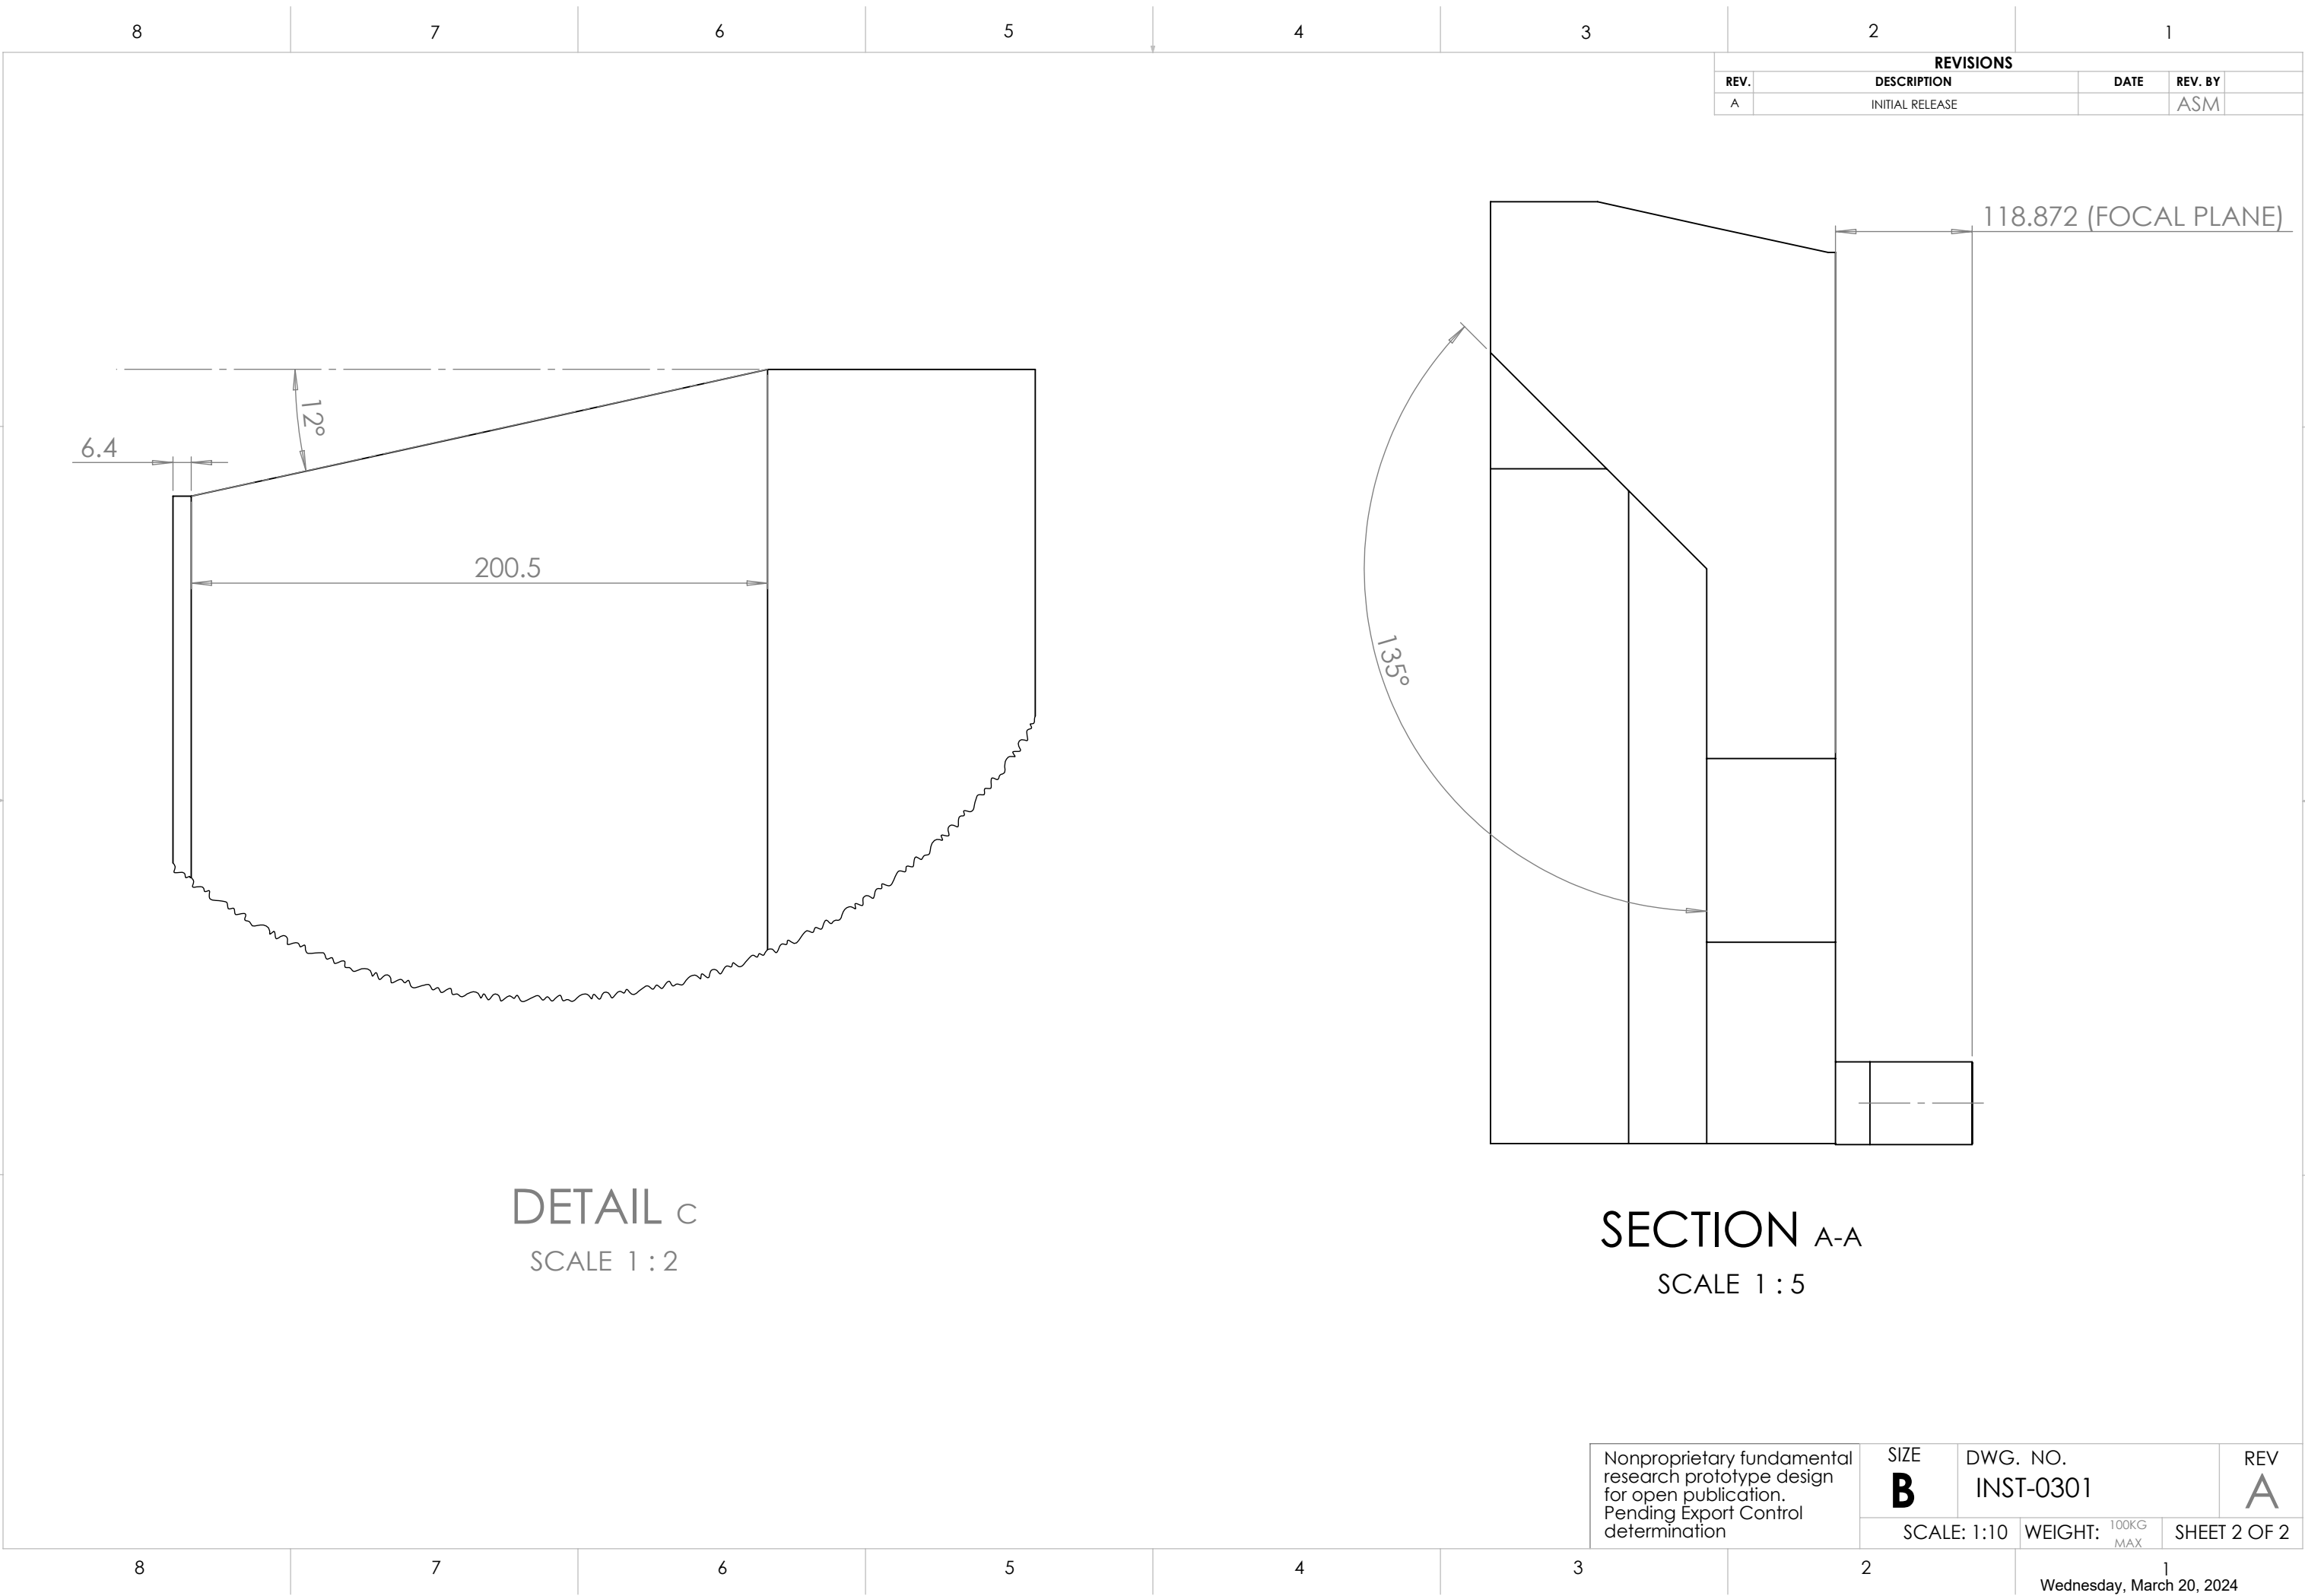 8 7 6 5 4 3 2 1
REVISIONS
REV. DESCRIPTION DATE REV. BY
A INITIAL RELEASE ASM
118.872 (FOCAL PLANE)
12°
6.4
200.5
135°
DETAIL C
SCALE 1 : 2
SECTION A-A
SCALE 1 : 5
Nonproprietary fundamental
research prototype design
for open publication.
Pending Export Control
determination
SIZE
B
DWG. NO.
INST-0301
REV
A
SCALE: 1:10 WEIGHT: 100KG
MAX
SHEET 2 OF 2
8 7 6 5 4 3 2 1
Wednesday, March 20, 2024